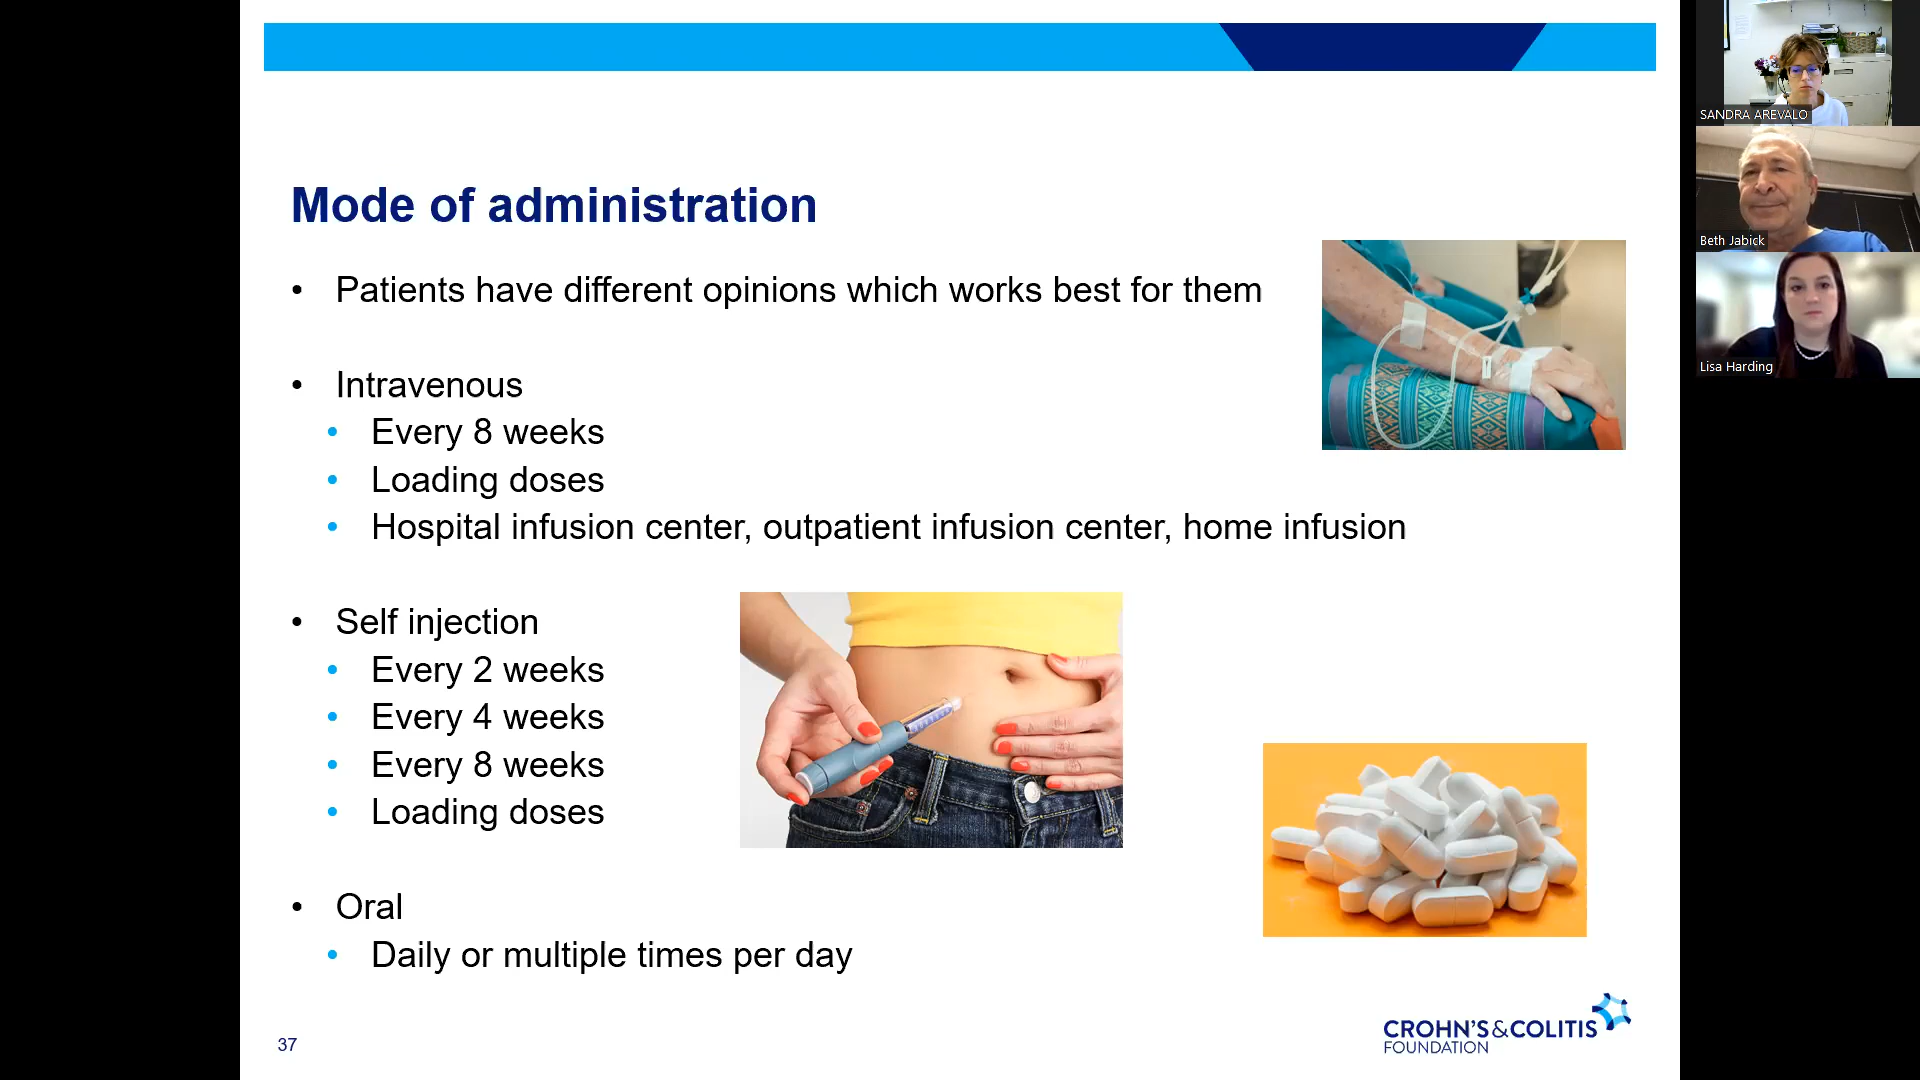 Mode of administration
• Patients have different opinions which works best for them
• Intravenous
• Every 8 weeks
• Loading doses
• Hospital infusion center, outpatient infusion center, home infusion
• Self injection
• Every 2 weeks
• Every 4 weeks
• Every 8 weeks
• Loading doses
• Oral
• Daily or multiple times per day
37
CROHN'S & COLITIS
FOUNDATION
SANDRA AREVALO
Beth Jabick
Lisa Harding